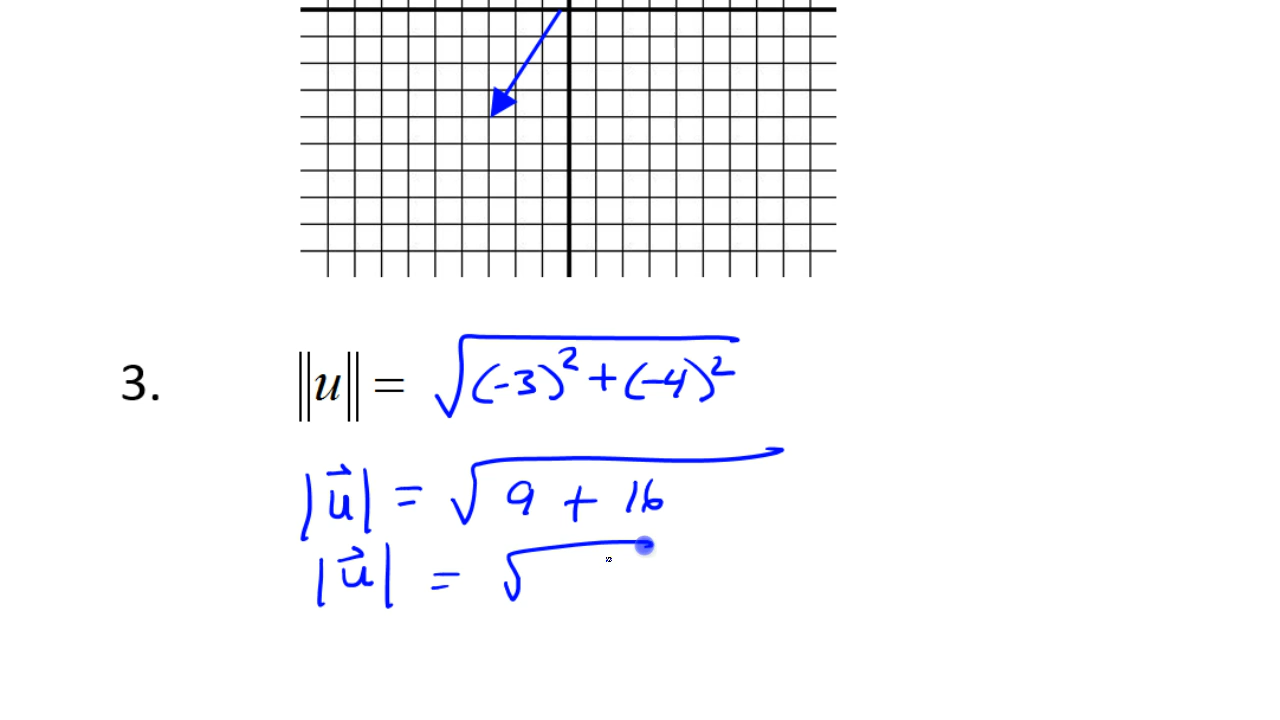 3. ||u|| = √(-3)² + (-4)²
|u⃗| = √9 + 16
|u⃗| = √